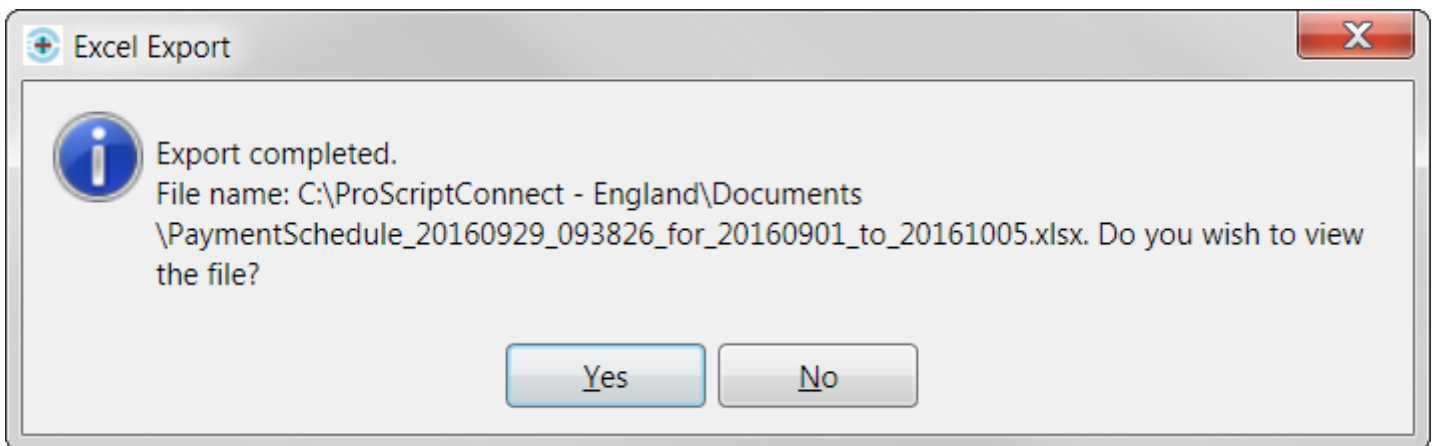 Excel Export
Export completed.
File name: C:\ProScriptConnect - England\Documents
\PaymentSchedule_20160929_093826_for_20160901_to_20161005.xlsx. Do you wish to view
the file?
Yes
No